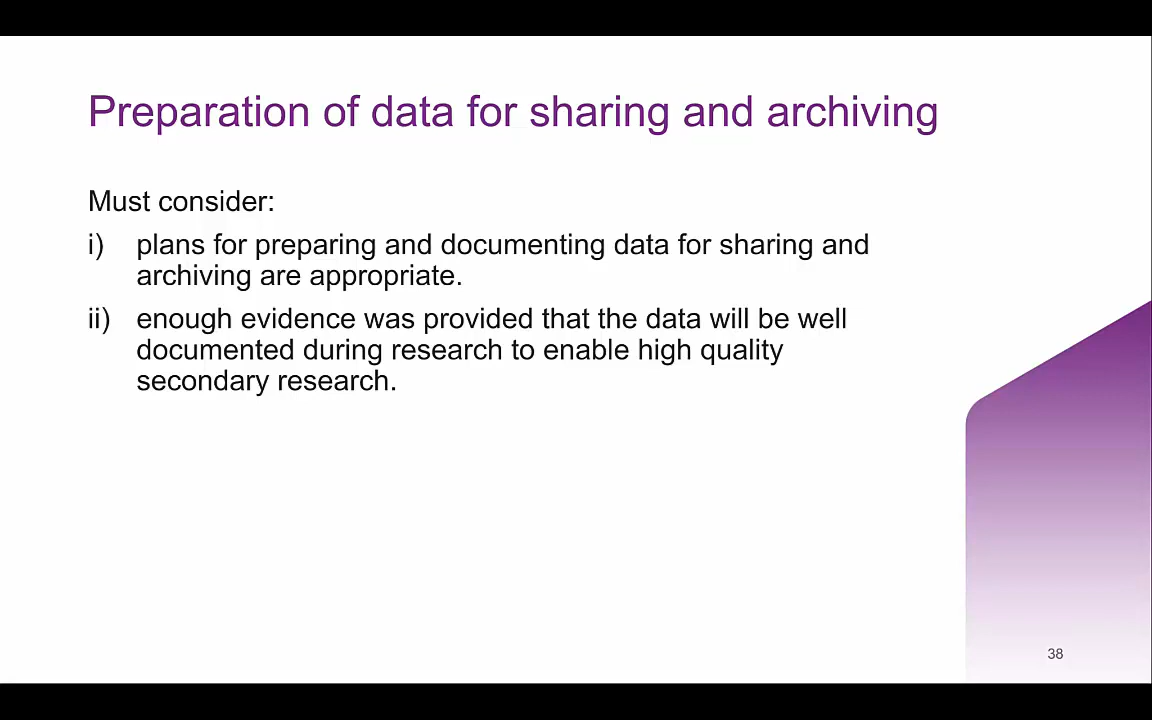 Preparation of data for sharing and archiving
Must consider:
i) plans for preparing and documenting data for sharing and
archiving are appropriate.
ii) enough evidence was provided that the data will be well
documented during research to enable high quality
secondary research.
38